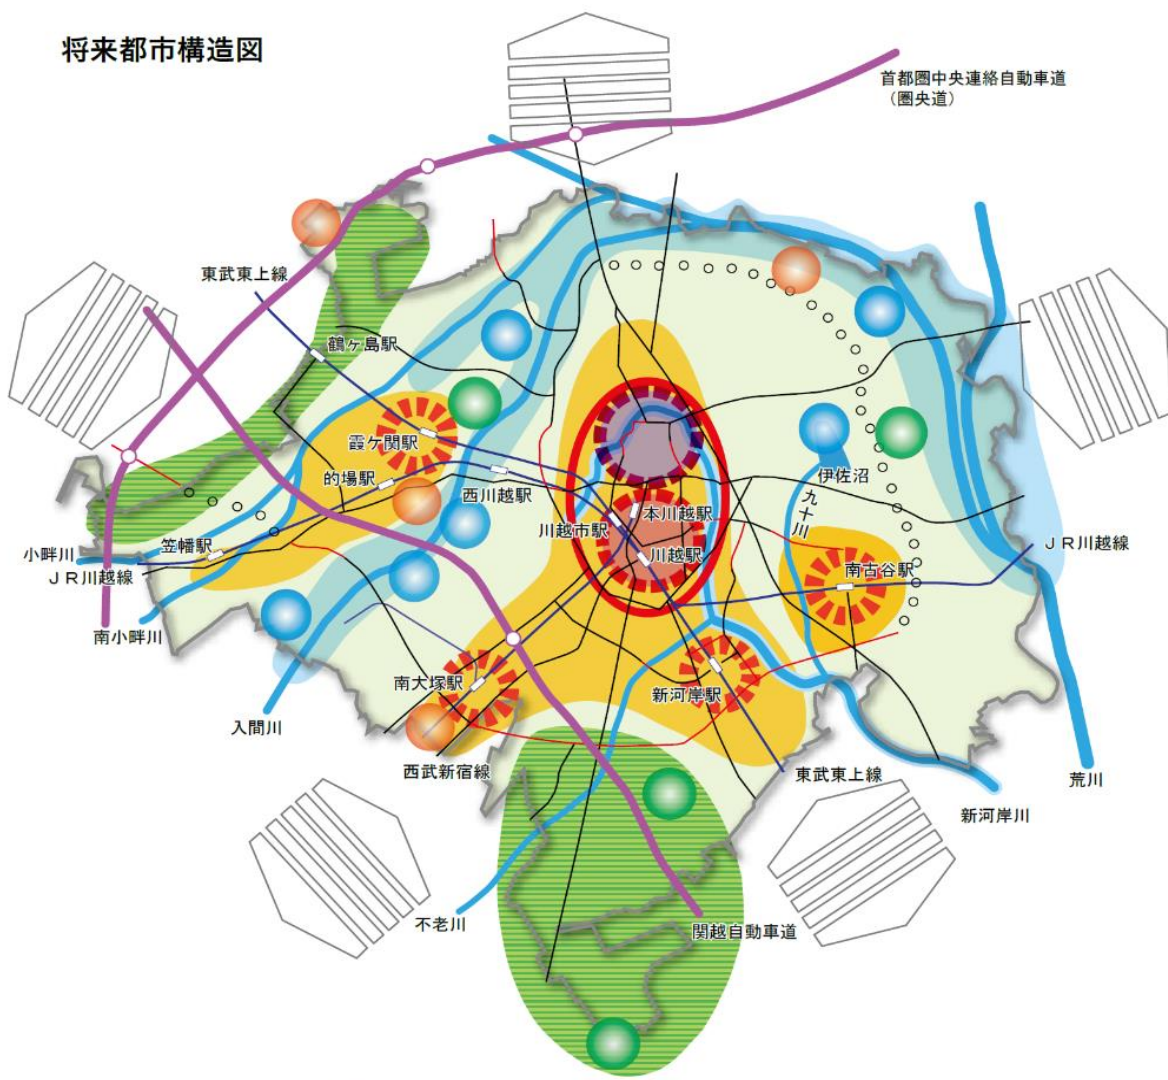 将来都市構造図
首都圏中央連絡自動車道
（圏央道）
東武東上線
鶴ヶ島駅
霞ヶ関駅
的場駅
西川越駅
伊佐沼
九十川
本川越駅
川越市駅
川越駅
笠幡駅
小畔川
ＪＲ川越線
ＪＲ川越線
南古谷駅
南小畔川
南大塚駅
新河岸駅
入間川
西武新宿線
東武東上線
荒川
新河岸川
不老川
関越自動車道